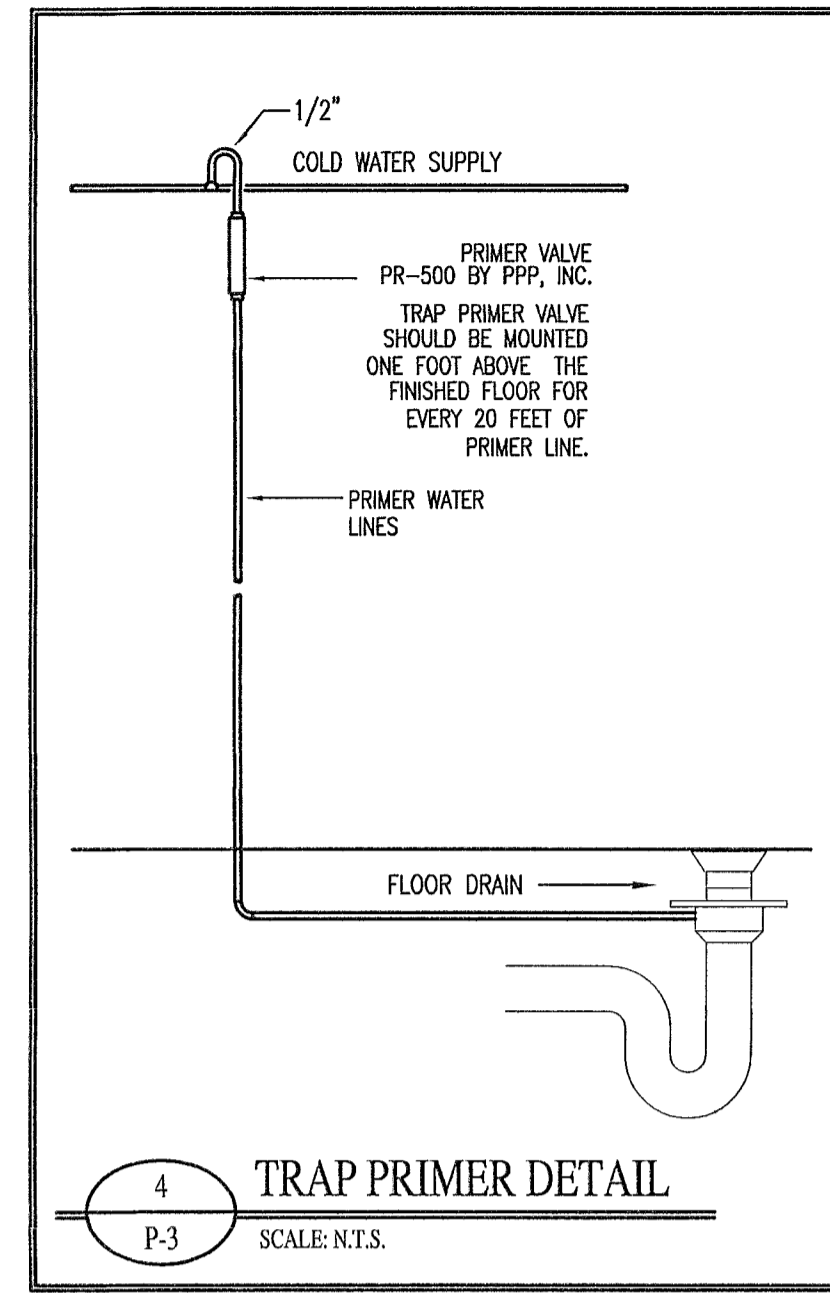 1/2"
COLD WATER SUPPLY
PRIMER VALVE
PR-500 BY PPP, INC.
TRAP PRIMER VALVE
SHOULD BE MOUNTED
ONE FOOT ABOVE THE
FINISHED FLOOR FOR
EVERY 20 FEET OF
PRIMER LINE.
PRIMER WATER
LINES
FLOOR DRAIN
4
TRAP PRIMER DETAIL
P-3
SCALE: N.T.S.